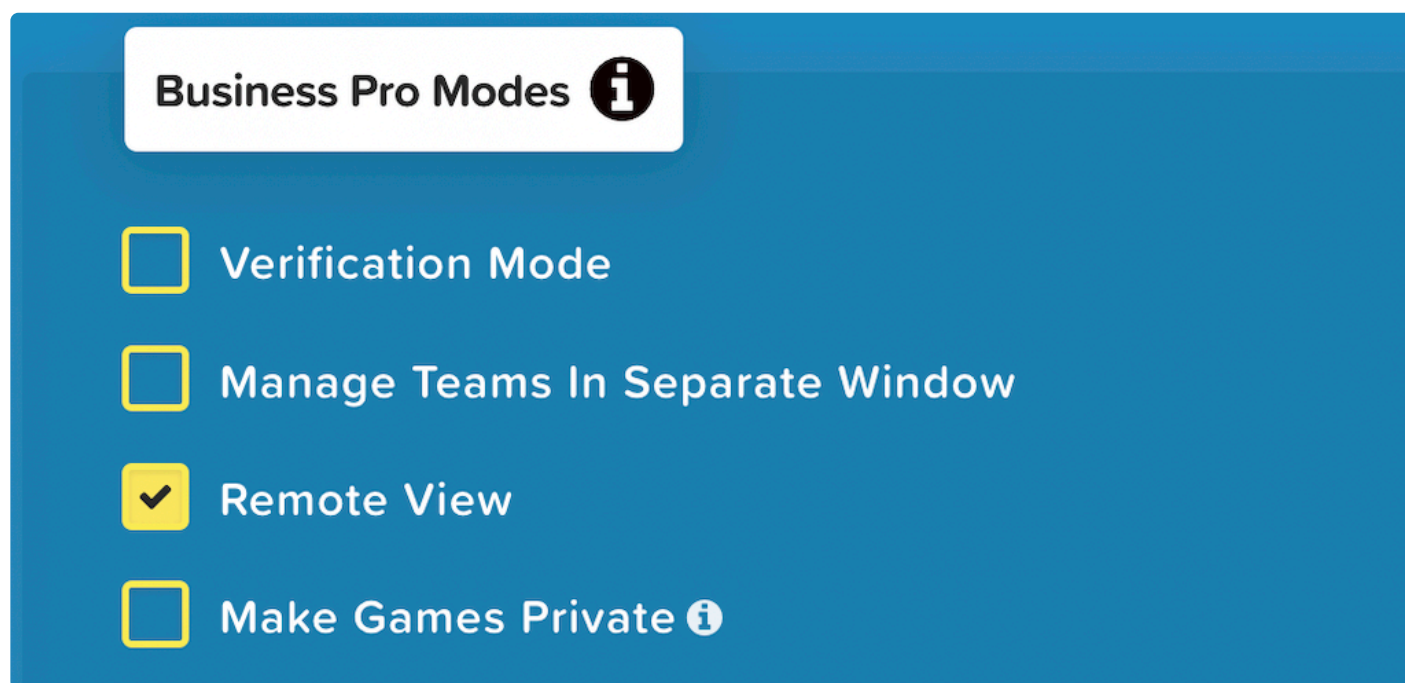 Business Pro Modes
Verification Mode
Manage Teams In Separate Window
Remote View
Make Games Private